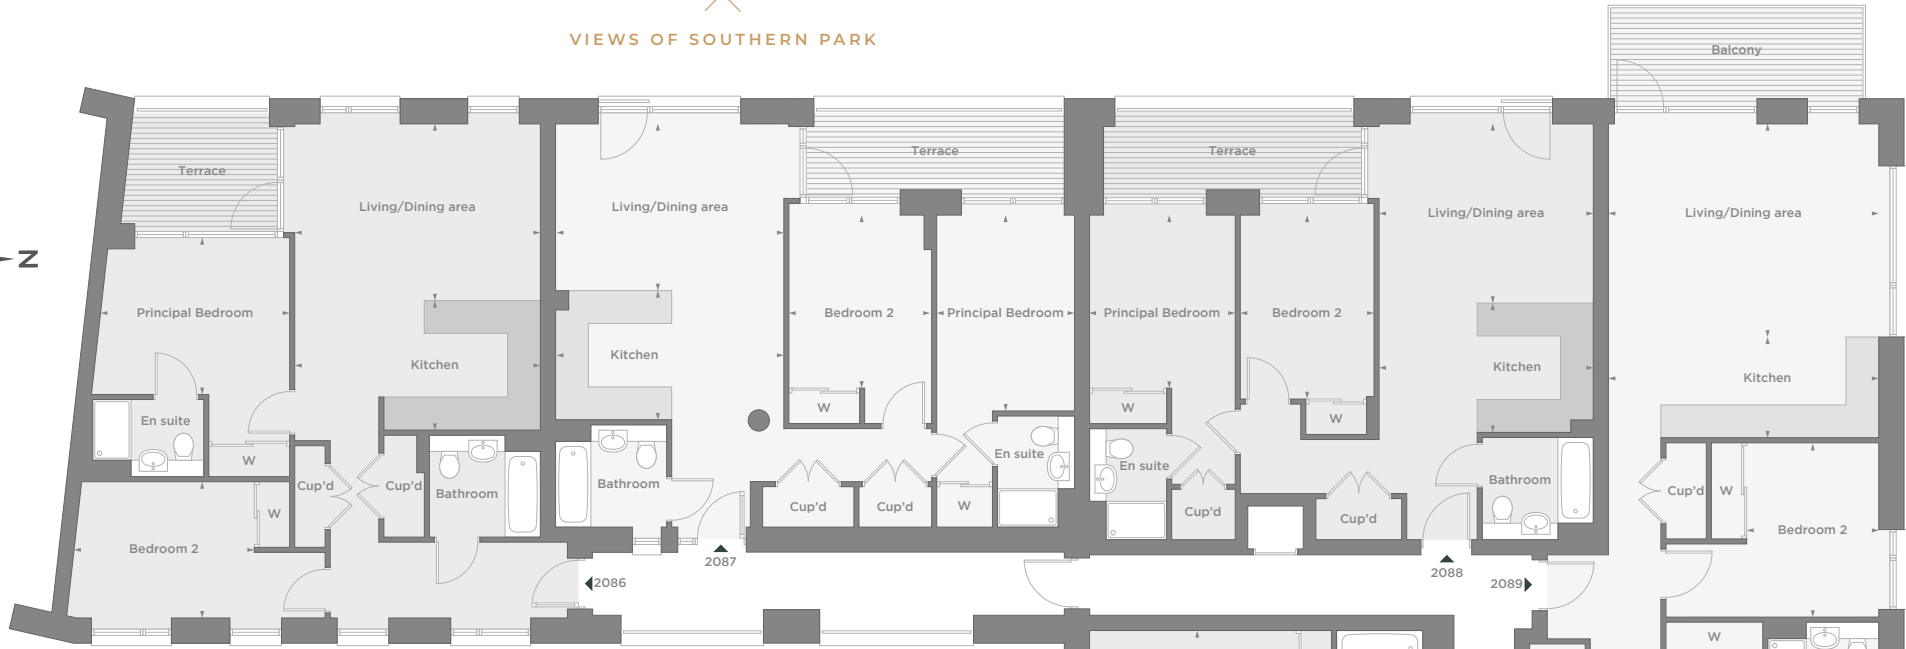 VIEWS OF SOUTHERN PARK
Balcony
Terrace
Terrace
Terrace
Living/Dining area
Living/Dining area
Living/Dining area
Living/Dining area
N
Principal Bedroom
Bedroom 2
Principal Bedroom
Principal Bedroom
Bedroom 2
Kitchen
Kitchen
Kitchen
Kitchen
En suite
W
W
W
W
En suite
En suite
Cup'd
Cup'd
Bathroom
Bathroom
Bathroom
Cup'd
W
W
Cup'd
Cup'd
W
Cup'd
Cup'd
Bedroom 2
Bedroom 2
2086
2087
2088
2089
W